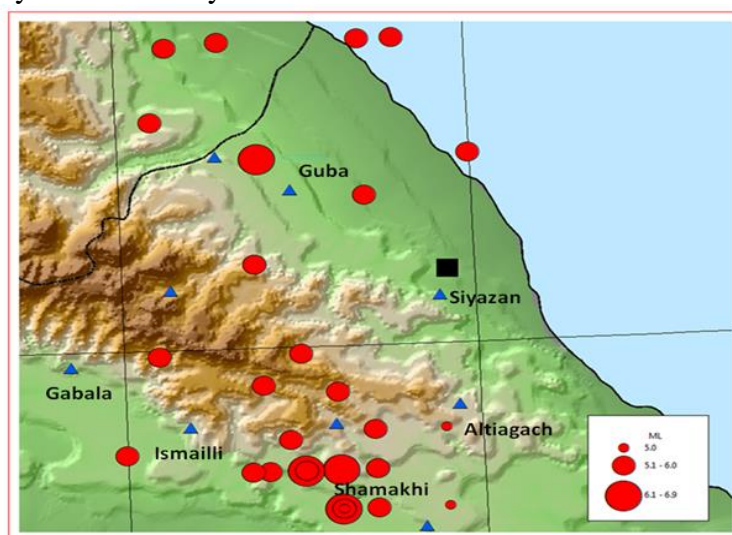 Guba
Siyazan
Gabala
Altiagach
Ismailli
Shamakhi
ML
5.0
5.1 - 6.0
6.1 - 6.9